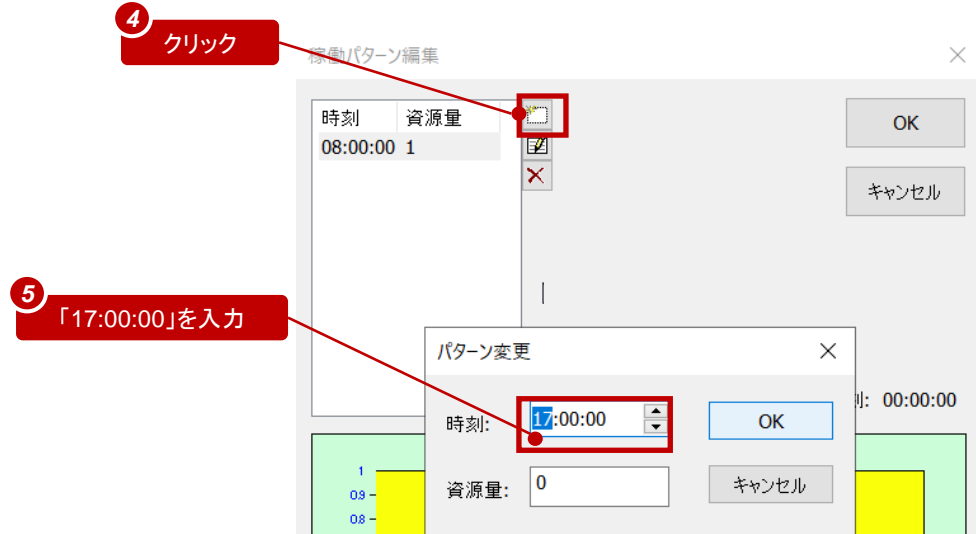 4
クリック
稼働パターン編集
時刻 資源量
08:00:00 1
OK
キャンセル
5
「17:00:00」を入力
パターン変更
刻: 00:00:00
時刻: 17:00:00
OK
資源量: 0
キャンセル
1
0.9
0.8